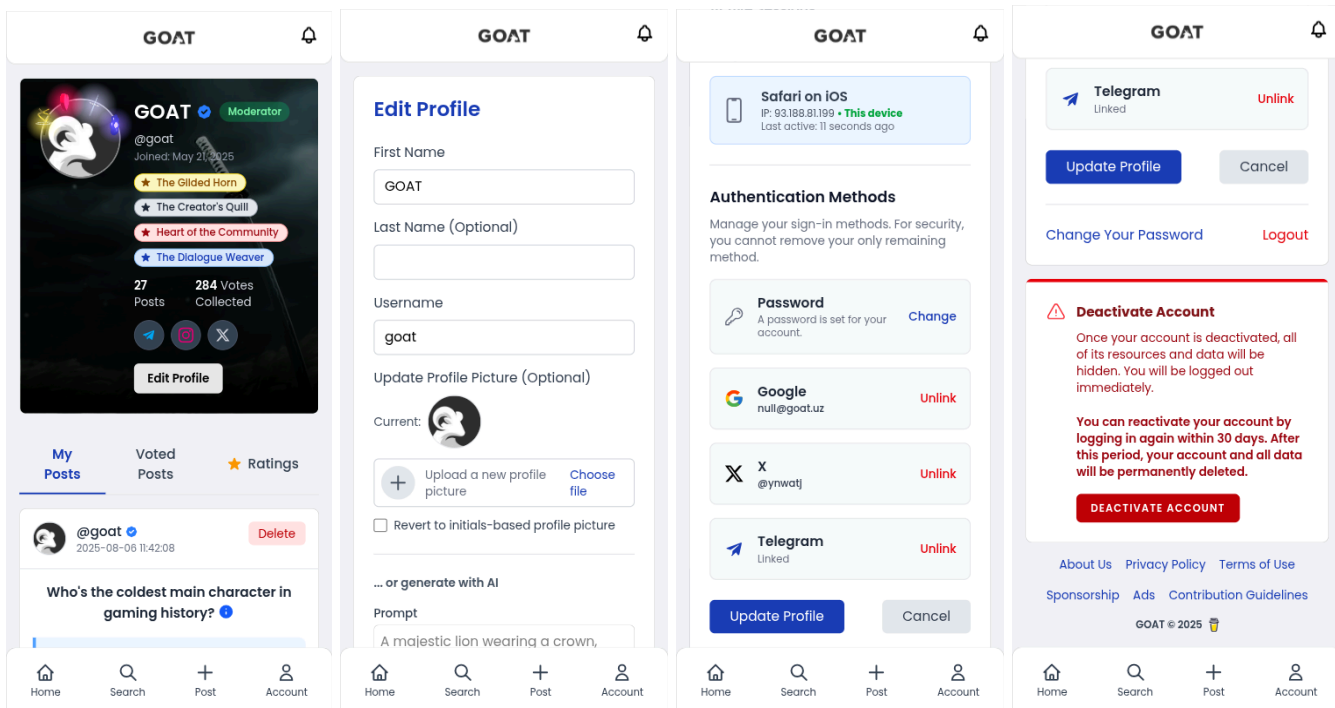 GOAT
GOAT Moderator
@goat
Joined: May 21, 2025
The Gilded Horn
The Creator's Quill
Heart of the Community
The Dialogue Weaver
27 Posts
284 Votes Collected
Edit Profile
My Posts
Voted Posts
Ratings
@goat
2025-08-06 11:42:08
Delete
Who's the coldest main character in
gaming history?
Home
Search
Post
Account
GOAT
Edit Profile
First Name
GOAT
Last Name (Optional)
Username
goat
Update Profile Picture (Optional)
Current:
Upload a new profile
picture
Choose
file
Revert to initials-based profile picture
... or generate with AI
Prompt
A majestic lion wearing a crown,
Home
Search
Post
Account
GOAT
Safari on iOS
IP: 93.188.81.199 • This device
Last active: 11 seconds ago
Authentication Methods
Manage your sign-in methods. For security,
you cannot remove your only remaining
method.
Password
A password is set for your
account.
Change
Google
null@goat.uz
Unlink
X
@ynwatj
Unlink
Telegram
Linked
Unlink
Update Profile
Cancel
Home
Search
Post
Account
GOAT
Telegram
Linked
Unlink
Update Profile
Cancel
Change Your Password
Logout
Deactivate Account
Once your account is deactivated, all
of its resources and data will be
hidden. You will be logged out
immediately.
You can reactivate your account by
logging in again within 30 days. After
this period, your account and all data
will be permanently deleted.
DEACTIVATE ACCOUNT
About Us Privacy Policy Terms of Use
Sponsorship Ads Contribution Guidelines
GOAT © 2025
Home
Search
Post
Account